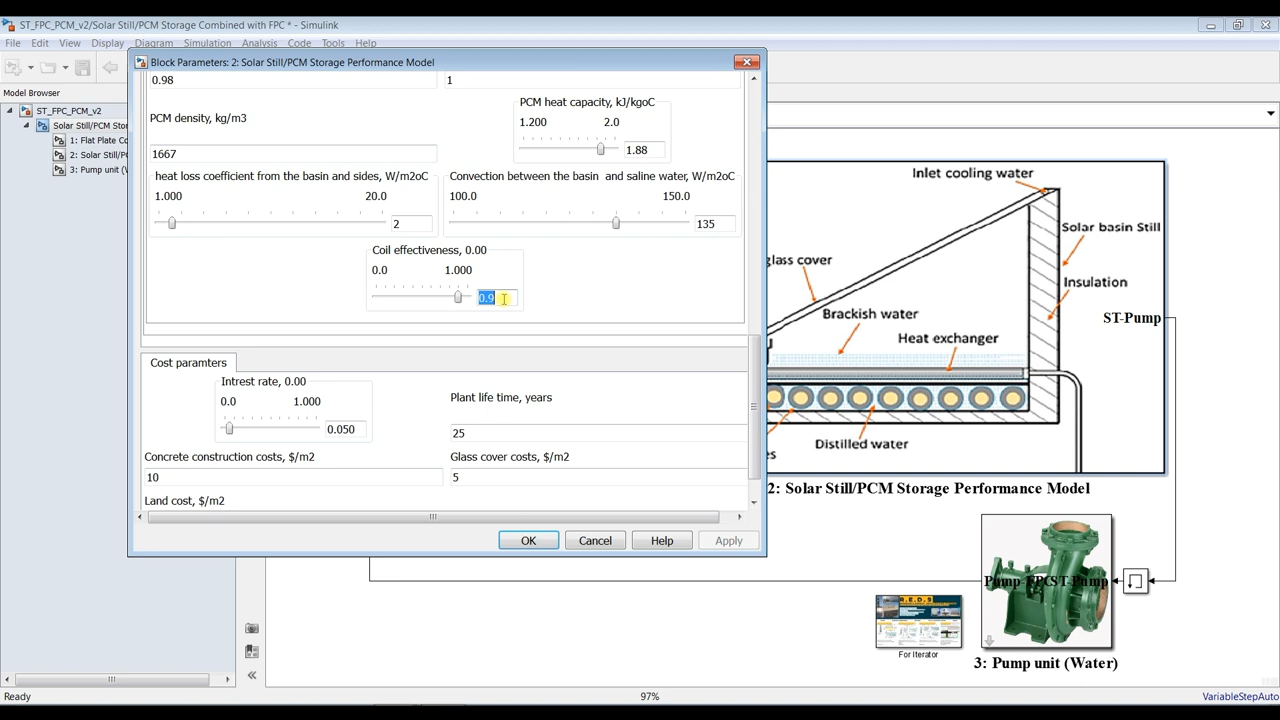 ST_FPC_PCM_v2/Solar Still/PCM Storage Combined with FPC * - Simulink
File Edit View Display Diagram Simulation Analysis Code Tools Help
Block Parameters: 2: Solar Still/PCM Storage Performance Model
Model Browser
ST_FPC_PCM_v2
Solar Still/PCM Stor
1: Flat Plate Co
2: Solar Still/PC
3: Pump unit (W
0.98 1
PCM density, kg/m3
1667
PCM heat capacity, kJ/kgoC
1.200 2.0
1.88
heat loss coefficient from the basin and sides, W/m2oC
1.000 20.0
2
Convection between the basin and saline water, W/m2oC
100.0 150.0
135
Coil effectiveness, 0.00
0.0 1.000
0.9
Cost paramters
Intrest rate, 0.00
0.0 1.000
0.050
Plant life time, years
25
Concrete construction costs, $/m2
10
Glass cover costs, $/m2
5
Land cost, $/m2
OK Cancel Help Apply
Inlet cooling water
Solar basin Still
glass cover
Insulation
Brackish water
ST-Pump
Heat exchanger
Distilled water
es
2: Solar Still/PCM Storage Performance Model
Pump-FPC ST-Pump
R.E.D.S
For Iterator
3: Pump unit (Water)
Ready
97%
VariableStepAuto